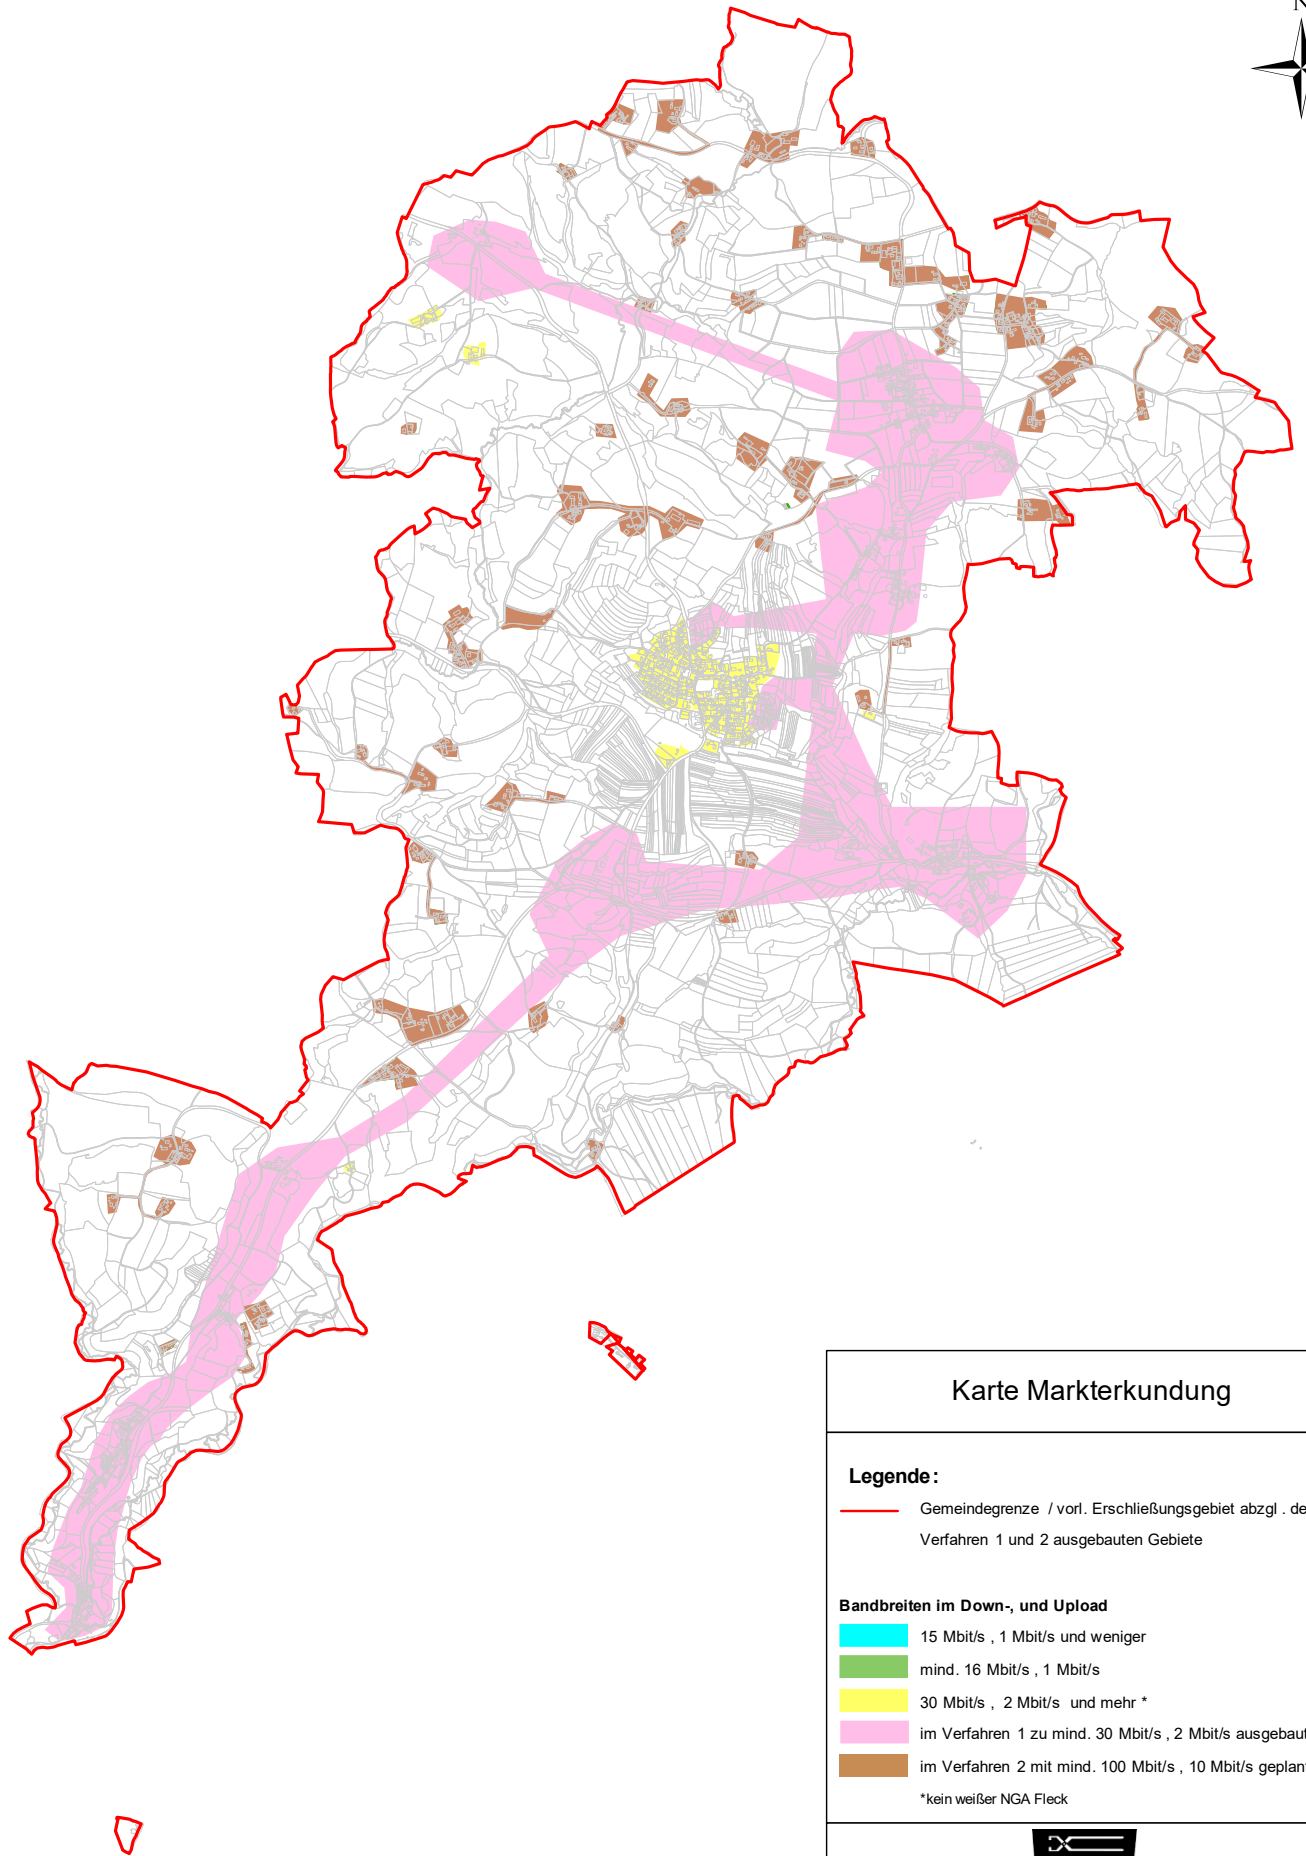 N
Karte Markterkundung
Legende:
Gemeindegrenze / vorl. Erschließungsgebiet abzgl. de
Verfahren 1 und 2 ausgebauten Gebiete
Bandbreiten im Down-, und Upload
15 Mbit/s , 1 Mbit/s und weniger
mind. 16 Mbit/s , 1 Mbit/s
30 Mbit/s , 2 Mbit/s und mehr *
im Verfahren 1 zu mind. 30 Mbit/s , 2 Mbit/s ausgebaut
im Verfahren 2 mit mind. 100 Mbit/s , 10 Mbit/s geplant
*kein weißer NGA Fleck